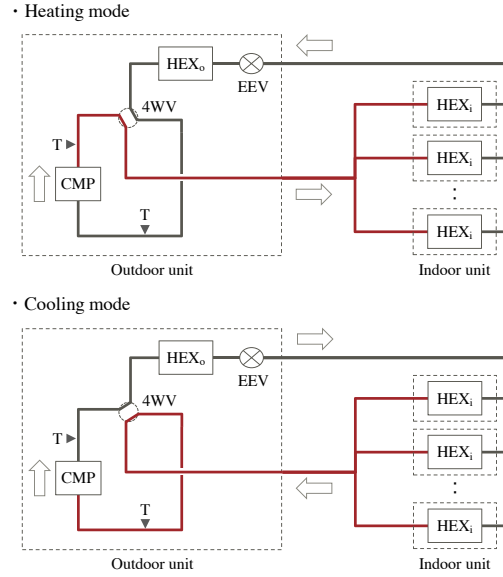 ・Heating mode
HEXo
EEV
4WV
T
CMP
T
HEXi
HEXi
:
HEXi
Outdoor unit
Indoor unit
・Cooling mode
HEXo
EEV
4WV
T
CMP
T
HEXi
HEXi
:
HEXi
Outdoor unit
Indoor unit